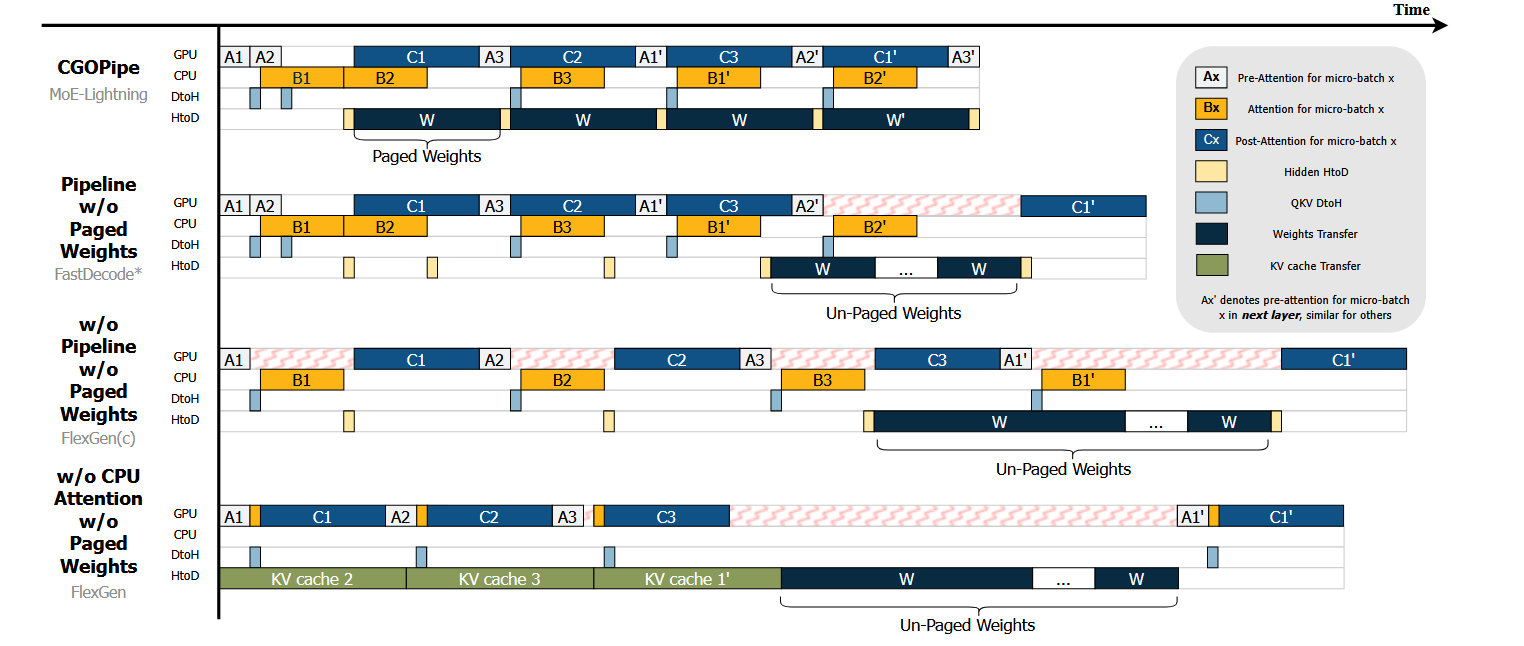 Time
CGOPipe
MoE-Lightning
GPU A1 A2 C1 A3 C2 A1' C3 A2' C1' A3'
CPU B1 B2 B3 B1' B2'
DtoH
HtoD W W W W'
Paged Weights
Pipeline
w/o
Paged
Weights
FastDecode*
GPU A1 A2 C1 A3 C2 A1' C3 A2' C1'
CPU B1 B2 B3 B1' B2'
DtoH
HtoD W ... W
Un-Paged Weights
w/o
Pipeline
w/o
Paged
Weights
FlexGen(c)
GPU A1 C1 A2 C2 A3 C3 A1' C1'
CPU B1 B2 B3 B1'
DtoH
HtoD W ... W
Un-Paged Weights
w/o CPU
Attention
w/o
Paged
Weights
FlexGen
GPU A1 C1 A2 C2 A3 C3 A1' C1'
CPU
DtoH
HtoD KV cache 2 KV cache 3 KV cache 1' W ... W
Un-Paged Weights
Ax Pre-Attention for micro-batch x
Bx Attention for micro-batch x
Cx Post-Attention for micro-batch x
Hidden HtoD
QKV DtoH
Weights Transfer
KV cache Transfer
Ax' denotes pre-attention for micro-batch
x in next layer, similar for others